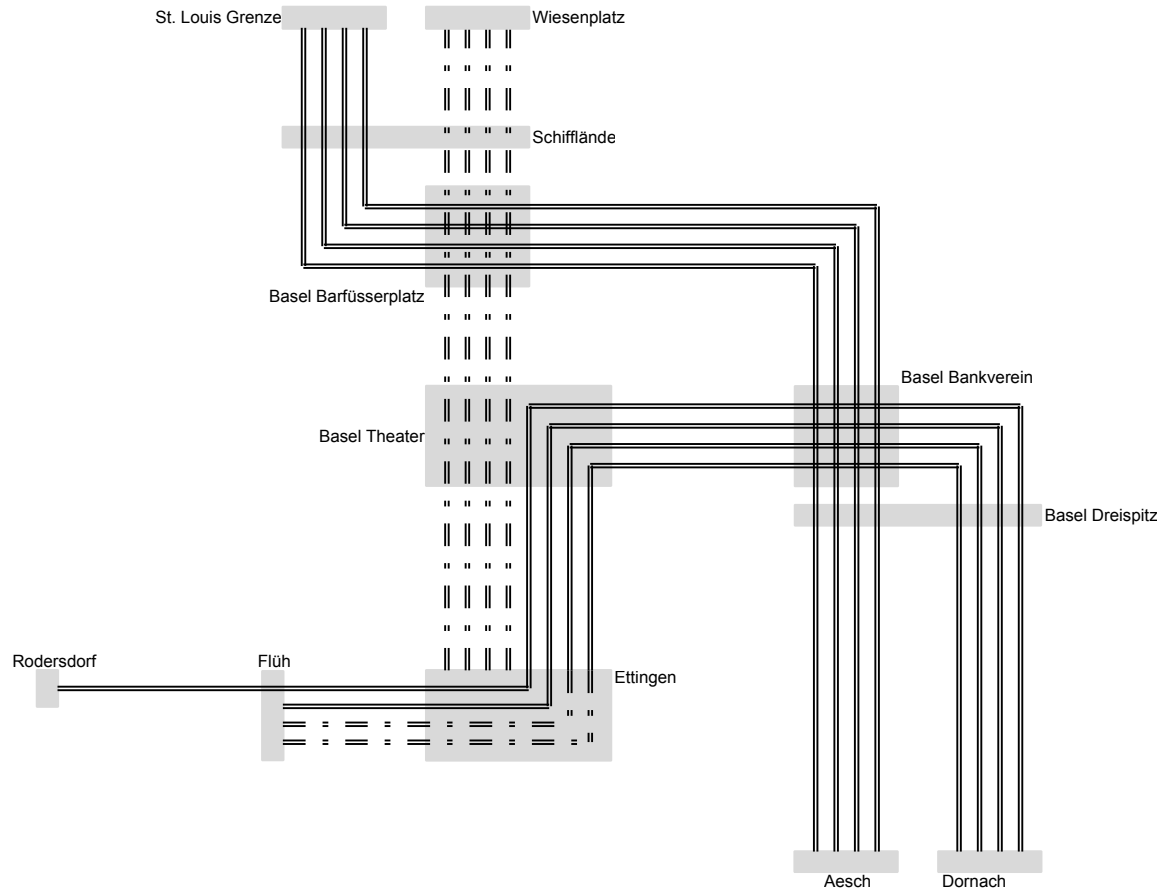 St. Louis Grenze
Wiesenplatz
Schifflände
Basel Barfüsserplatz
Basel Bankverein
Basel Theater
Basel Dreispitz
Rodersdorf
Flüh
Ettingen
Aesch
Dornach